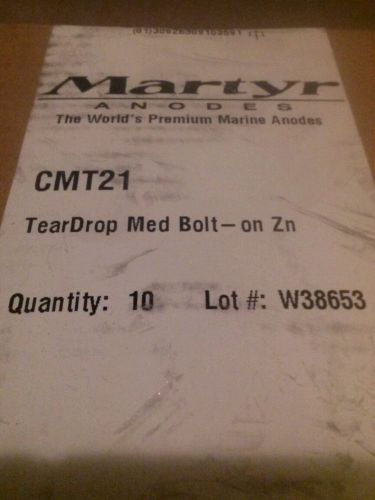 Martyr
ANODES
The World's Premium Marine Anodes
CMT21
TearDrop Med Bolt-on Zn
Quantity: 10 Lot #: W38653